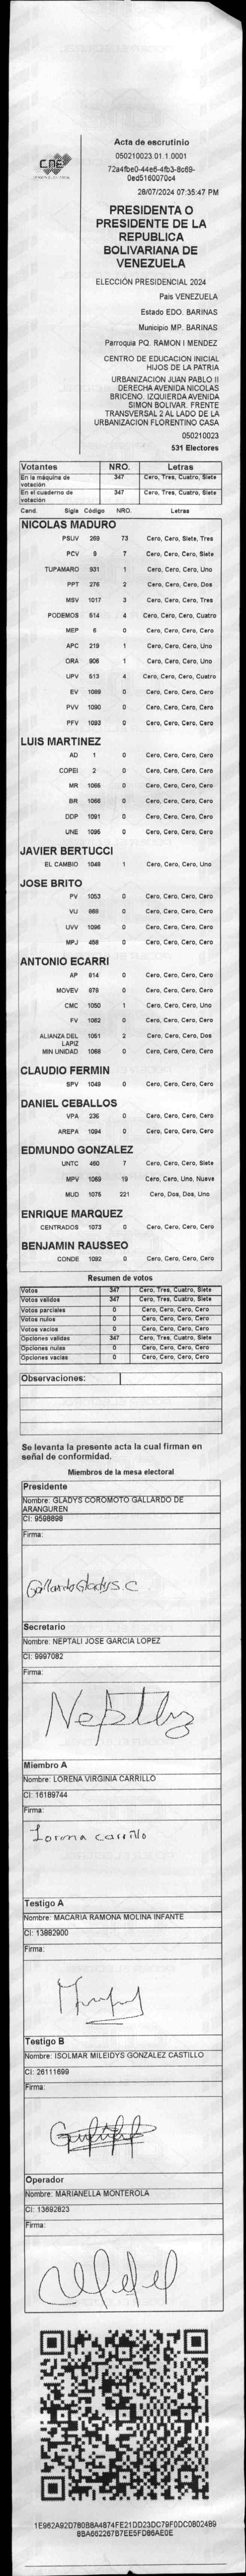 CNE
Acta de escrutinio
050210023.01.1.0001
72a4fbe0-44e6-4fb3-8c69-
0ed5160070c4
28/07/2024 07:35:47 PM
PRESIDENTA O
PRESIDENTE DE LA
REPUBLICA
BOLIVARIANA DE
VENEZUELA
ELECCIÓN PRESIDENCIAL 2024
Pais VENEZUELA
Estado EDO. BARINAS
Municipio MP. BARINAS
Parroquia PQ. RAMON I MENDEZ
CENTRO DE EDUCACION INICIAL
HIJOS DE LA PATRIA
URBANIZACION JUAN PABLO II
DERECHA AVENIDA NICOLAS
BRICENO. IZQUIERDA AVENIDA
SIMON BOLIVAR. FRENTE
TRANSVERSAL 2 AL LADO DE LA
URBANIZACION FLORENTINO CASA
050210023
531 Electores
Votantes NRO. Letras
En la máquina de votación 347 Cero, Tres, Cuatro, Siete
En el cuaderno de votación 347 Cero, Tres, Cuatro, Siete
Cand. Sigla Código NRO. Letras
NICOLAS MADURO
PSUV 269 73 Cero, Cero, Siete, Tres
PCV 9 7 Cero, Cero, Cero, Siete
TUPAMARO 931 1 Cero, Cero, Cero, Uno
PPT 276 2 Cero, Cero, Cero, Dos
MSV 1017 3 Cero, Cero, Cero, Tres
PODEMOS 514 4 Cero, Cero, Cero, Cuatro
MEP 6 0 Cero, Cero, Cero, Cero
APC 219 1 Cero, Cero, Cero, Uno
ORA 906 1 Cero, Cero, Cero, Uno
UPV 513 4 Cero, Cero, Cero, Cuatro
EV 1089 0 Cero, Cero, Cero, Cero
PVV 1090 0 Cero, Cero, Cero, Cero
PFV 1093 0 Cero, Cero, Cero, Cero
LUIS MARTINEZ
AD 1 0 Cero, Cero, Cero, Cero
COPEI 2 0 Cero, Cero, Cero, Cero
MR 1065 0 Cero, Cero, Cero, Cero
BR 1066 0 Cero, Cero, Cero, Cero
DDP 1091 0 Cero, Cero, Cero, Cero
UNE 1095 0 Cero, Cero, Cero, Cero
JAVIER BERTUCCI
EL CAMBIO 1048 1 Cero, Cero, Cero, Uno
JOSE BRITO
PV 1053 0 Cero, Cero, Cero, Cero
VU 868 0 Cero, Cero, Cero, Cero
UVV 1096 0 Cero, Cero, Cero, Cero
MPJ 458 0 Cero, Cero, Cero, Cero
ANTONIO ECARRI
AP 814 0 Cero, Cero, Cero, Cero
MOVEV 978 0 Cero, Cero, Cero, Cero
CMC 1050 1 Cero, Cero, Cero, Uno
FV 1062 0 Cero, Cero, Cero, Cero
ALIANZA DEL LAPIZ 1051 2 Cero, Cero, Cero, Dos
MIN UNIDAD 1068 0 Cero, Cero, Cero, Cero
CLAUDIO FERMIN
SPV 1049 0 Cero, Cero, Cero, Cero
DANIEL CEBALLOS
VPA 236 0 Cero, Cero, Cero, Cero
AREPA 1094 0 Cero, Cero, Cero, Cero
EDMUNDO GONZALEZ
UNTC 460 7 Cero, Cero, Cero, Siete
MPV 1069 19 Cero, Cero, Uno, Nueve
MUD 1075 221 Cero, Dos, Dos, Uno
ENRIQUE MARQUEZ
CENTRADOS 1073 0 Cero, Cero, Cero, Cero
BENJAMIN RAUSSEO
CONDE 1092 0 Cero, Cero, Cero, Cero
Resumen de votos
Votos 347 Cero, Tres, Cuatro, Siete
Votos validos 347 Cero, Tres, Cuatro, Siete
Votos parciales 0 Cero, Cero, Cero, Cero
Votos nulos 0 Cero, Cero, Cero, Cero
Votos vacios 0 Cero, Cero, Cero, Cero
Opciones validas 347 Cero, Tres, Cuatro, Siete
Opciones nulas 0 Cero, Cero, Cero, Cero
Opciones vacias 0 Cero, Cero, Cero, Cero
Observaciones:
Se levanta la presente acta la cual firman en
señal de conformidad.
Miembros de la mesa electoral
Presidente
Nombre: GLADYS COROMOTO GALLARDO DE
ARANGUREN
CI: 9598898
Firma:
Gallardo Gladys. C
Secretario
Nombre: NEPTALI JOSE GARCIA LOPEZ
CI: 9997082
Firma:
Miembro A
Nombre: LORENA VIRGINIA CARRILLO
CI: 16189744
Firma:
Lorena carrillo
Testigo A
Nombre: MACARIA RAMONA MOLINA INFANTE
CI: 13882900
Firma:
Testigo B
Nombre: ISOLMAR MILEIDYS GONZALEZ CASTILLO
CI: 26111699
Firma:
Operador
Nombre: MARIANELLA MONTEROLA
CI: 13692823
Firma:
1E962A92D780B8A4874FE21DD23DC79F0DC0802489
8BA662267B7EE5FD86AE0E